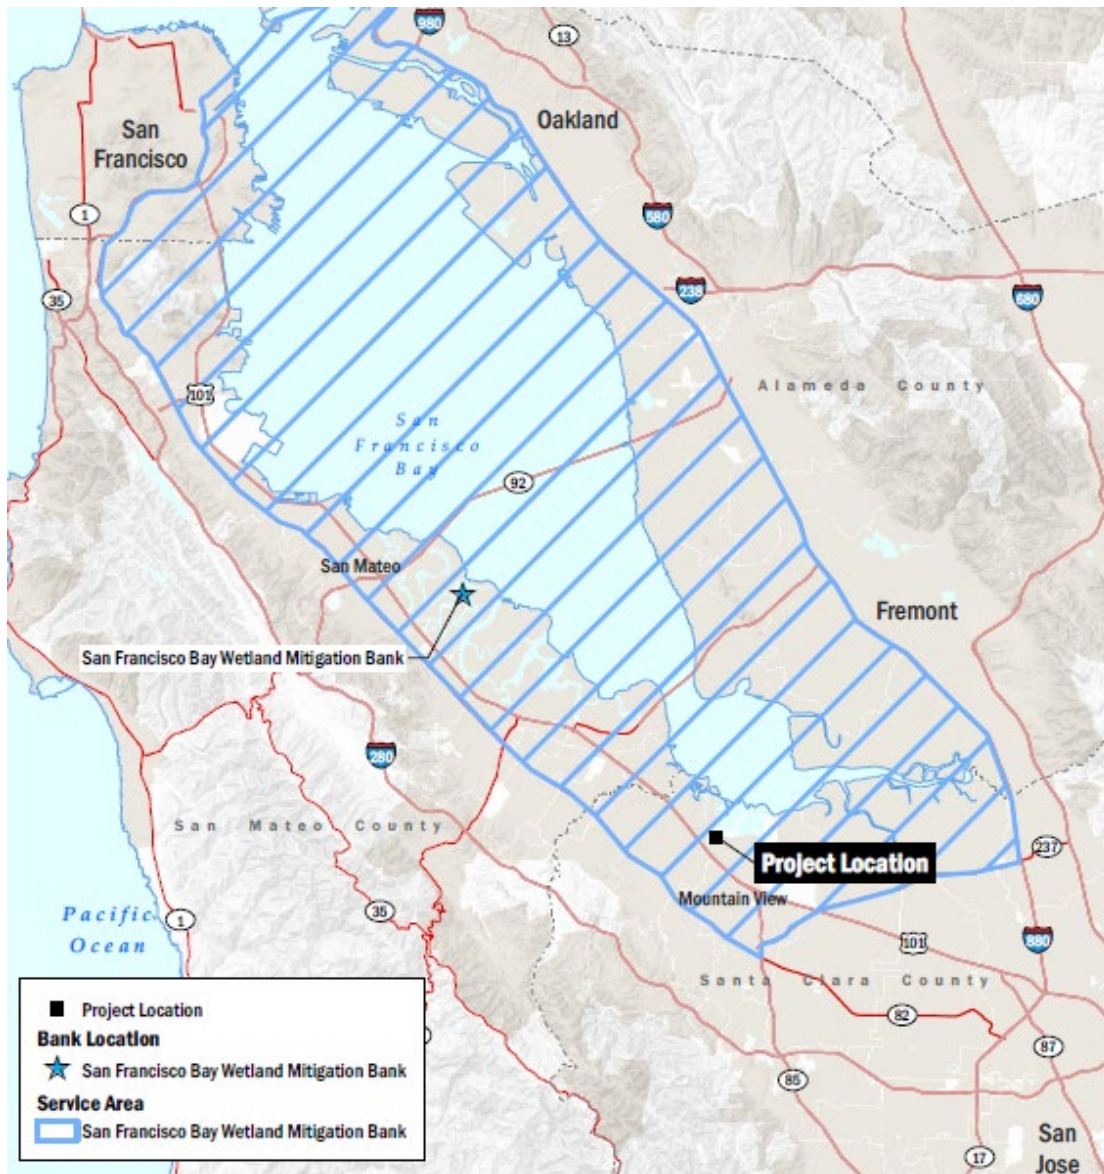 980
13
Oakland
San
Francisco
1
580
238
680
35
101
Alameda County
San
Francisco
Bay
92
San Mateo
Fremont
San Francisco Bay Wetland Mitigation Bank
280
San Mateo County
Project Location
237
Mountain View
Pacific
Ocean
1
35
101
880
Santa Clara County
82
87
85
San
Jose
17
Project Location
Bank Location
San Francisco Bay Wetland Mitigation Bank
Service Area
San Francisco Bay Wetland Mitigation Bank